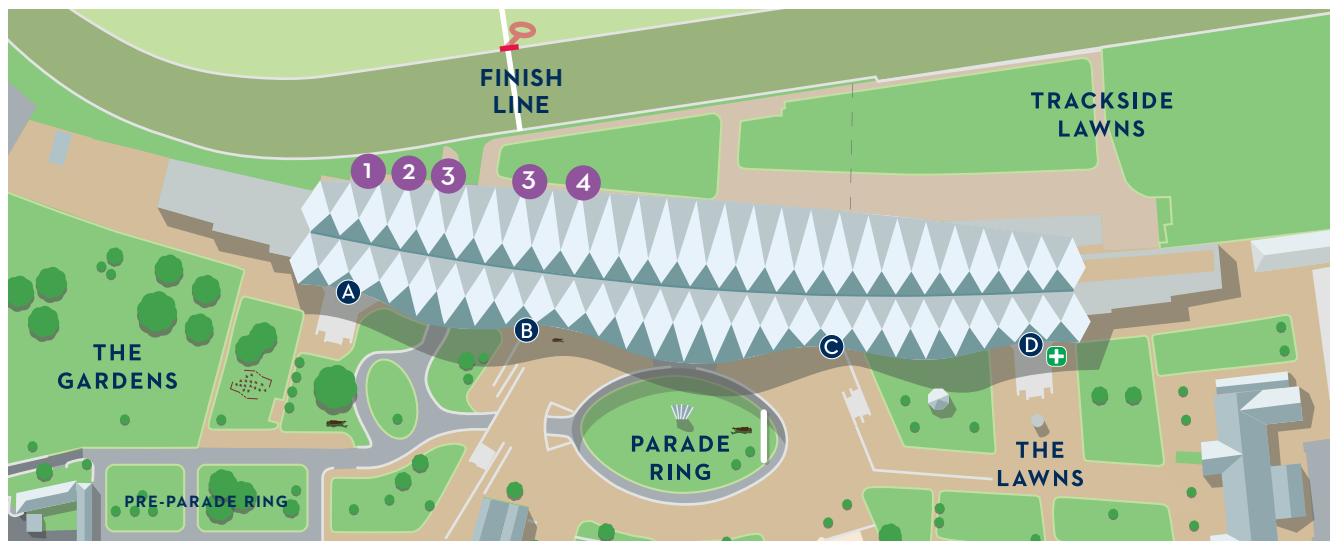 FINISH
LINE
TRACKSIDE
LAWNS
1
2
3
3
4
A
B
C
D
THE
GARDENS
PARADE
RING
THE
LAWNS
PRE-PARADE RING